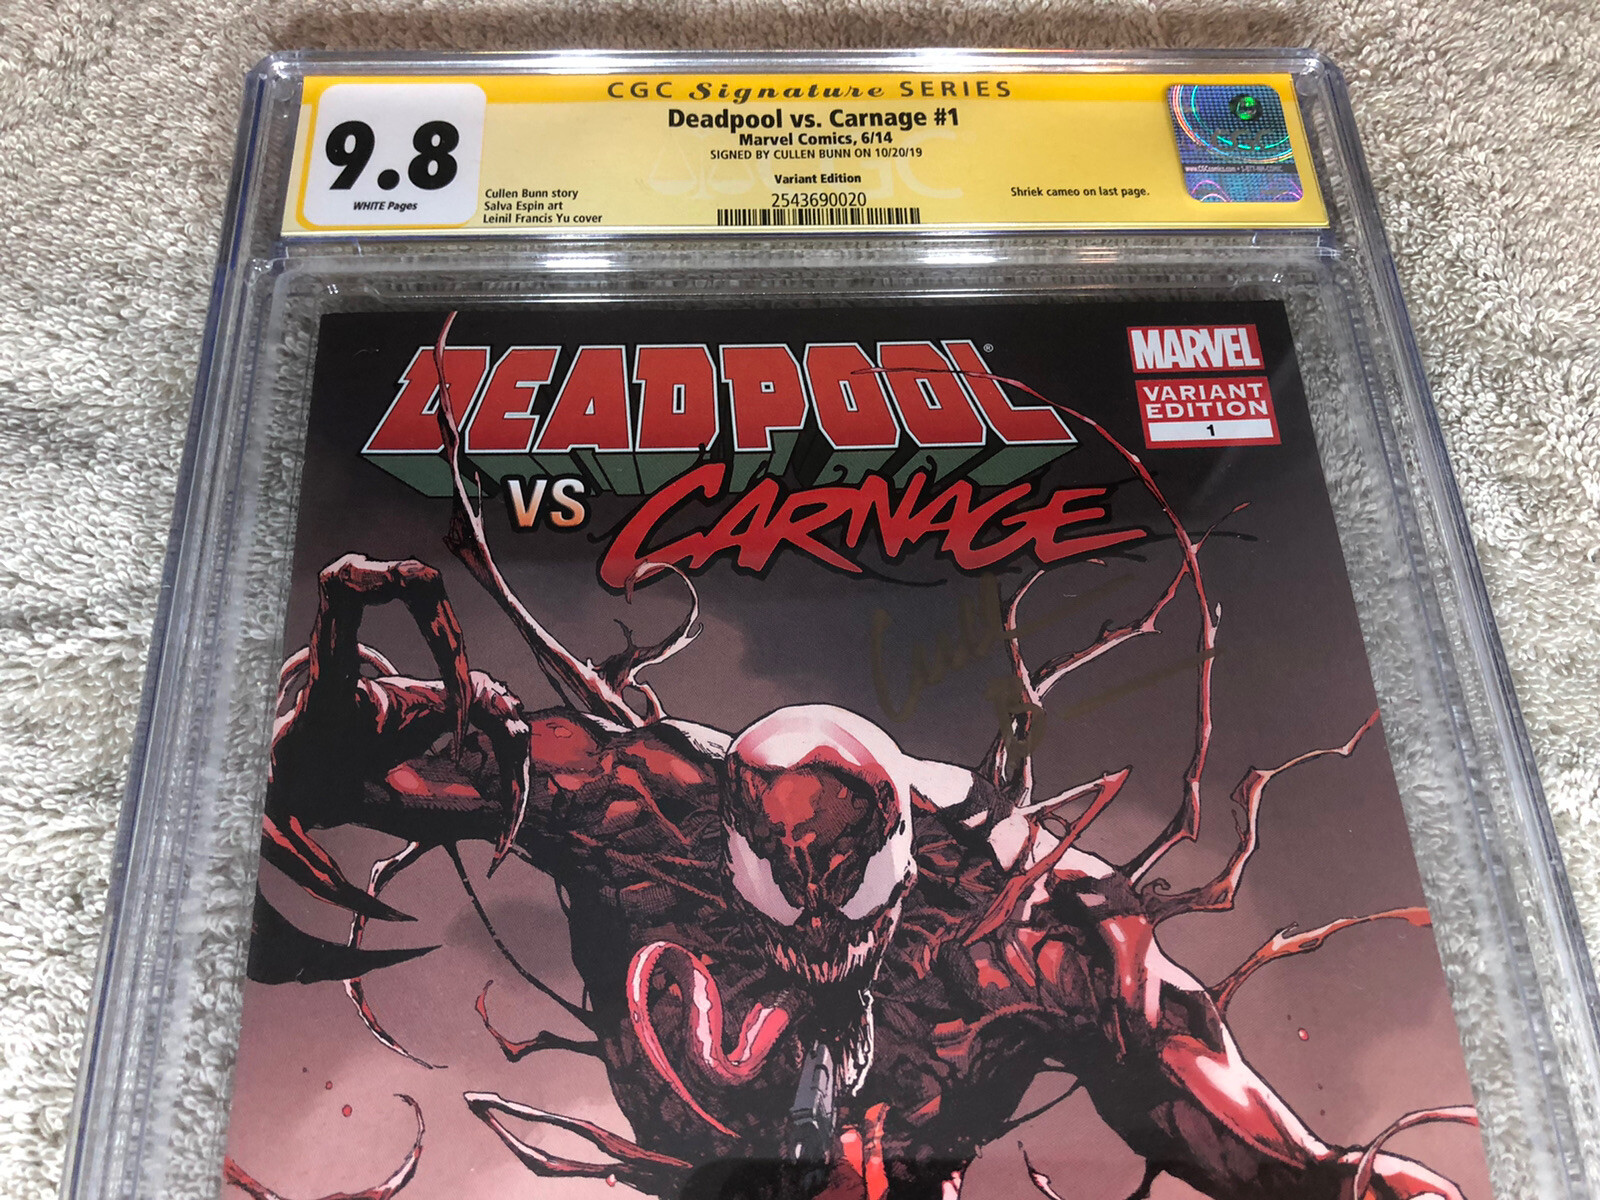 CGC Signature SERIES
9.8
WHITE Pages
Deadpool vs. Carnage #1
Marvel Comics, 6/14
SIGNED BY CULLEN BUNN ON 10/20/19
Variant Edition
2543690020
Cullen Bunn story
Salva Espin art
Leinil Francis Yu cover
Shriek cameo on last page.
DEADPOOL®
VS CARNAGE
MARVEL
VARIANT
EDITION
1
Cullen
B